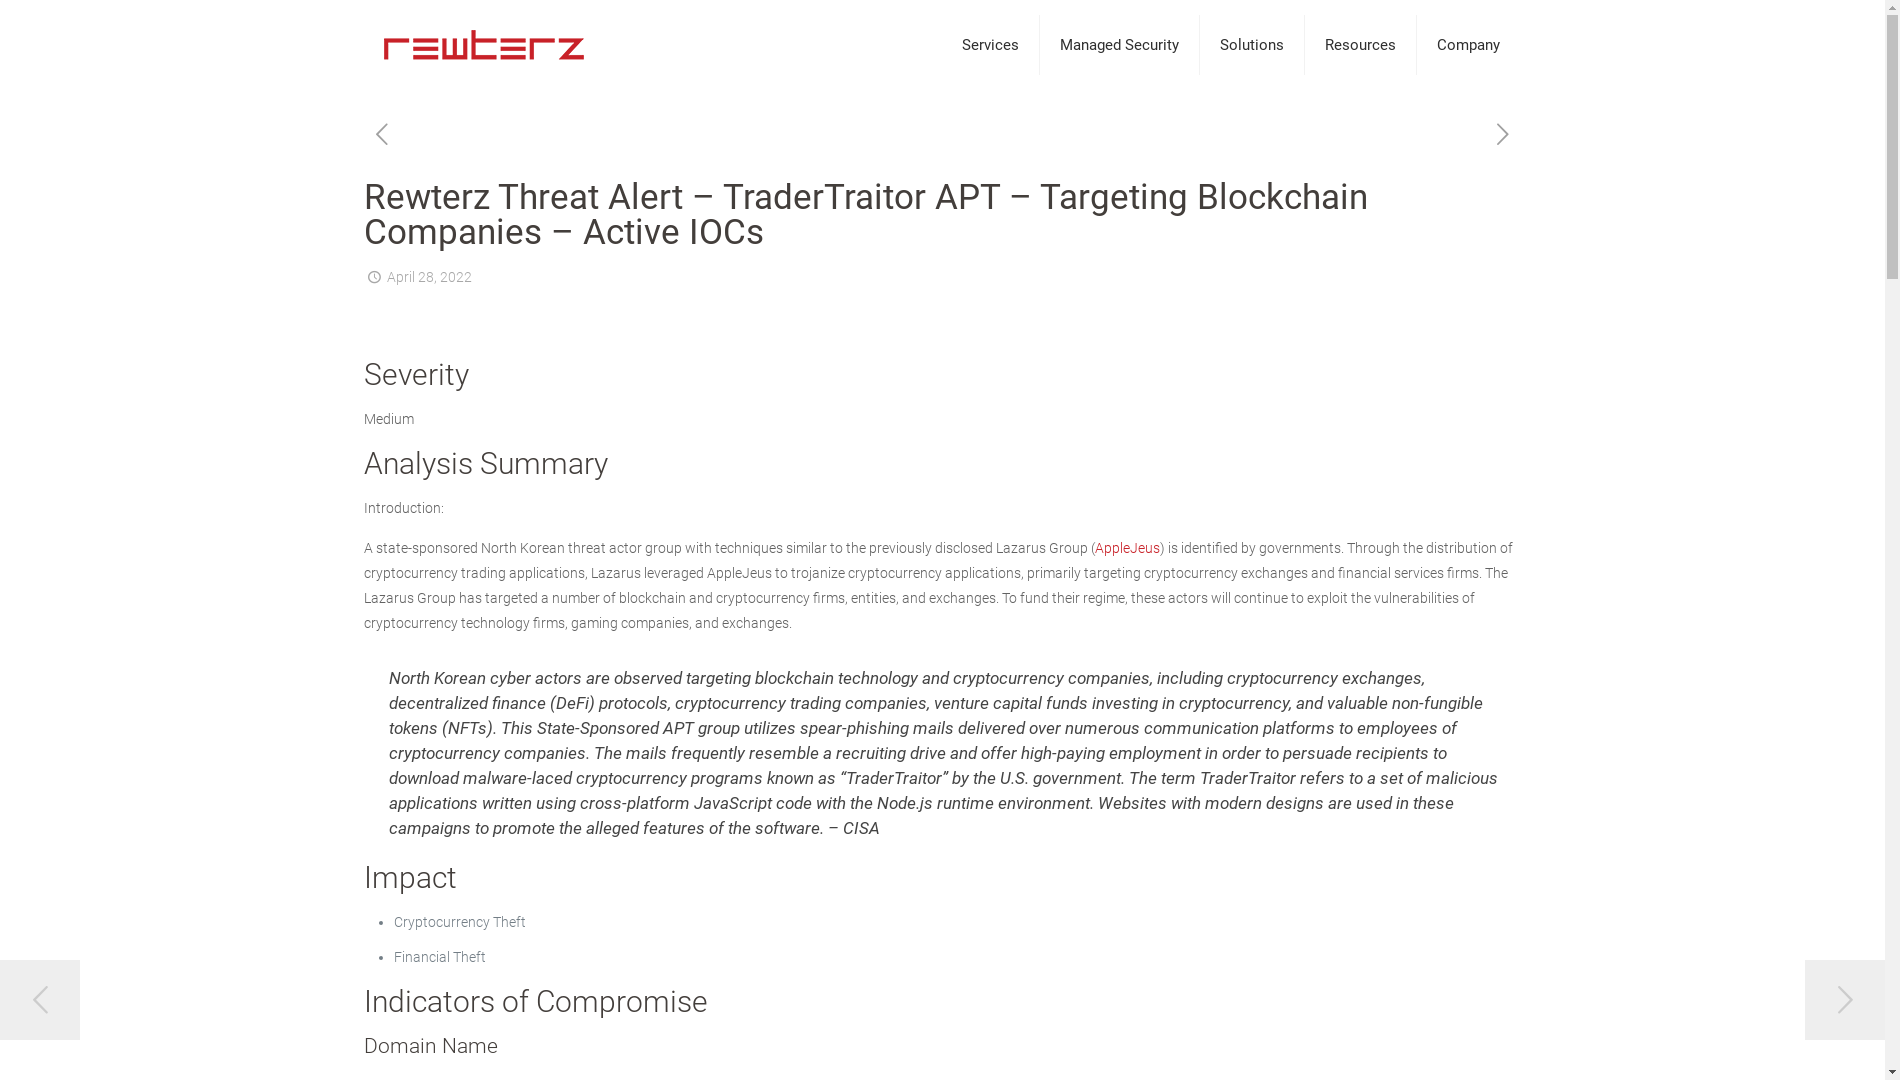 rewterz
Services
Managed Security
Solutions
Resources
Company
Rewterz Threat Alert – TraderTraitor APT – Targeting Blockchain
Companies – Active IOCs
April 28, 2022
Severity
Medium
Analysis Summary
Introduction:
A state-sponsored North Korean threat actor group with techniques similar to the previously disclosed Lazarus Group (AppleJeus) is identified by governments. Through the distribution of
cryptocurrency trading applications, Lazarus leveraged AppleJeus to trojanize cryptocurrency applications, primarily targeting cryptocurrency exchanges and financial services firms. The
Lazarus Group has targeted a number of blockchain and cryptocurrency firms, entities, and exchanges. To fund their regime, these actors will continue to exploit the vulnerabilities of
cryptocurrency technology firms, gaming companies, and exchanges.
North Korean cyber actors are observed targeting blockchain technology and cryptocurrency companies, including cryptocurrency exchanges,
decentralized finance (DeFi) protocols, cryptocurrency trading companies, venture capital funds investing in cryptocurrency, and valuable non-fungible
tokens (NFTs). This State-Sponsored APT group utilizes spear-phishing mails delivered over numerous communication platforms to employees of
cryptocurrency companies. The mails frequently resemble a recruiting drive and offer high-paying employment in order to persuade recipients to
download malware-laced cryptocurrency programs known as “TraderTraitor” by the U.S. government. The term TraderTraitor refers to a set of malicious
applications written using cross-platform JavaScript code with the Node.js runtime environment. Websites with modern designs are used in these
campaigns to promote the alleged features of the software. – CISA
Impact
• Cryptocurrency Theft
• Financial Theft
Indicators of Compromise
Domain Name